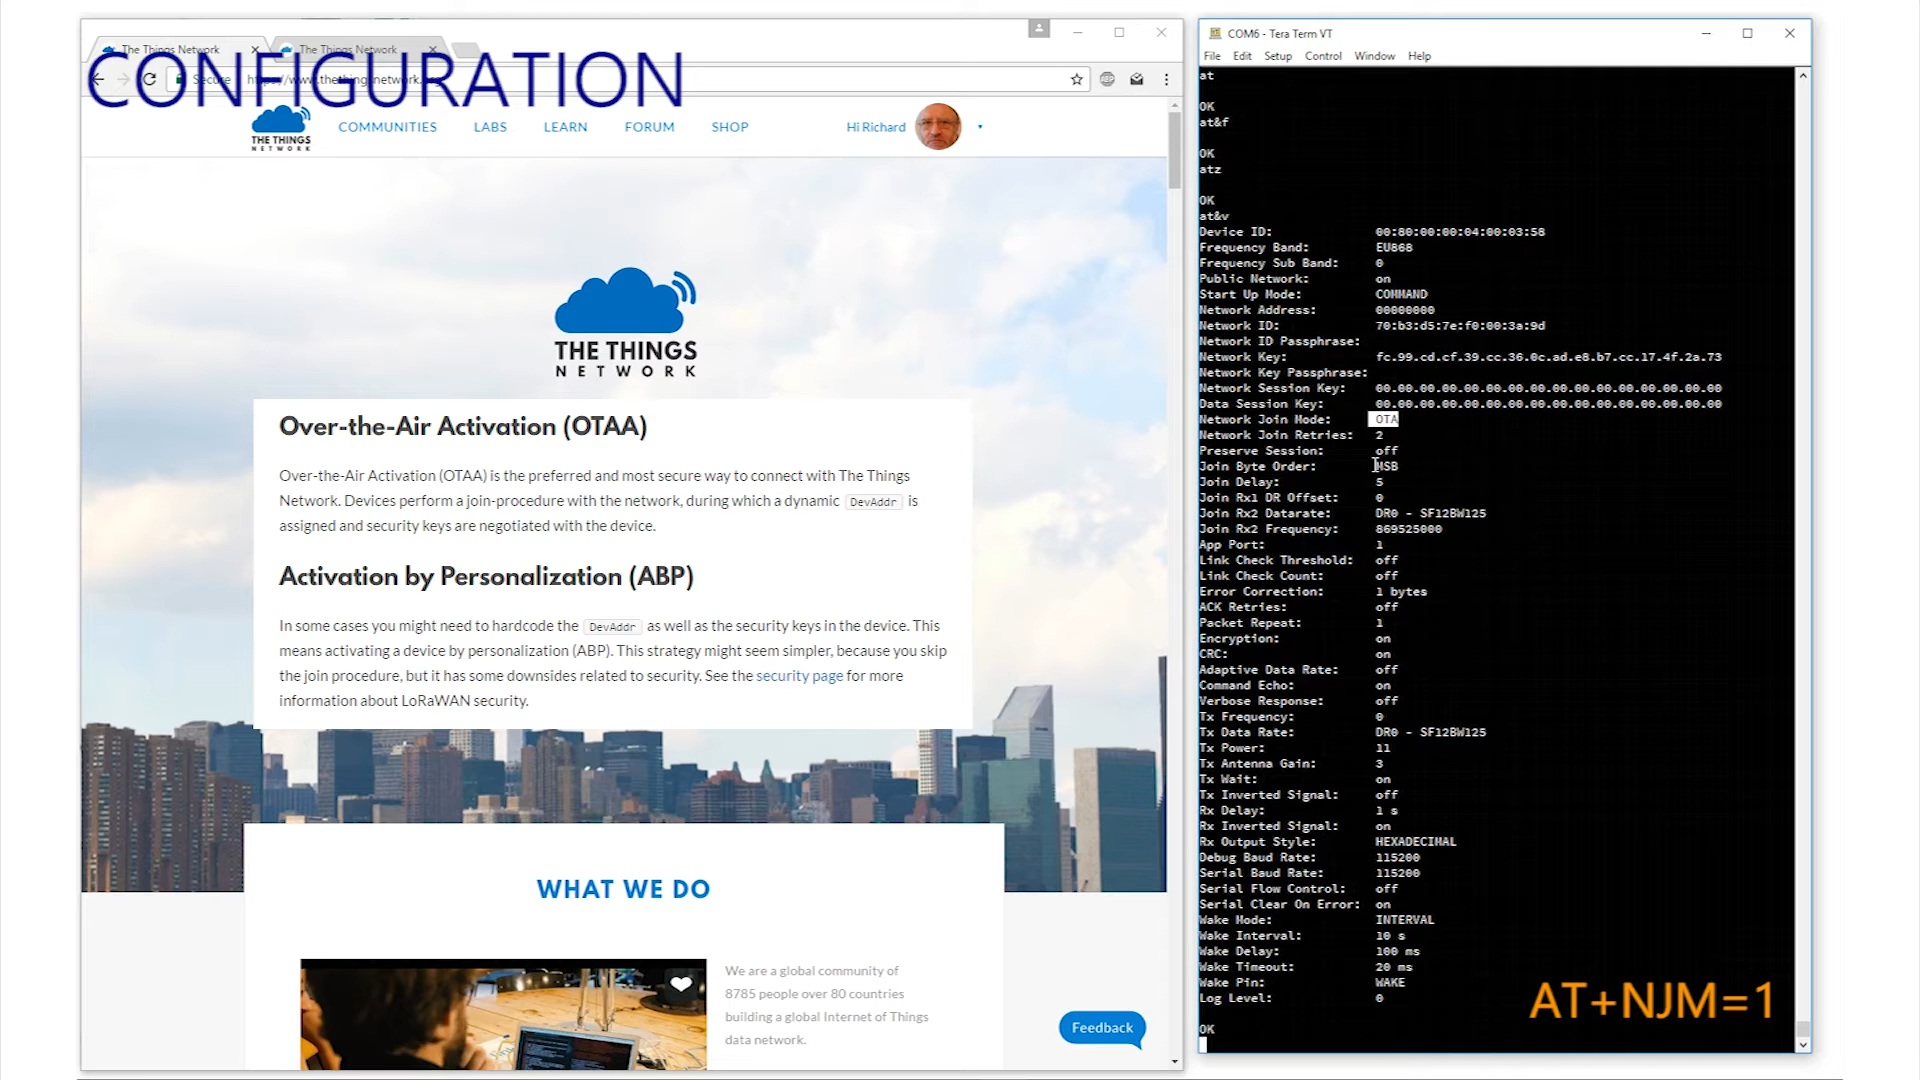 CONFIGURATION
The Things Network
The Things Network
Secure
THE THINGS
NETWORK
COMMUNITIES
LABS
LEARN
FORUM
SHOP
Hi Richard
THE THINGS
NETWORK
Over-the-Air Activation (OTAA)
Over-the-Air Activation (OTAA) is the preferred and most secure way to connect with The Things
Network. Devices perform a join-procedure with the network, during which a dynamic DevAddr is
assigned and security keys are negotiated with the device.
Activation by Personalization (ABP)
In some cases you might need to hardcode the DevAddr as well as the security keys in the device. This
means activating a device by personalization (ABP). This strategy might seem simpler, because you skip
the join procedure, but it has some downsides related to security. See the security page for more
information about LoRaWAN security.
WHAT WE DO
We are a global community of
8785 people over 80 countries
building a global Internet of Things
data network.
Feedback
COM6 - Tera Term VT
File Edit Setup Control Window Help
at
OK
at&f
OK
atz
OK
at&v
Device ID: 00:80:00:00:04:00:03:58
Frequency Band: EU868
Frequency Sub Band: 0
Public Network: on
Start Up Mode: COMMAND
Network Address: 00000000
Network ID: 70:b3:d5:7e:f0:00:3a:9d
Network ID Passphrase:
Network Key: fc.99.cd.cf.39.cc.36.0c.ad.e8.b7.cc.17.4f.2a.73
Network Key Passphrase:
Network Session Key: 00.00.00.00.00.00.00.00.00.00.00.00.00.00.00.00
Data Session Key: 00.00.00.00.00.00.00.00.00.00.00.00.00.00.00.00
Network Join Mode: OTA
Network Join Retries: 2
Preserve Session: off
Join Byte Order: MSB
Join Delay: 5
Join Rx1 DR Offset: 0
Join Rx2 Datarate: DR0 - SF12BW125
Join Rx2 Frequency: 869525000
App Port: 1
Link Check Threshold: off
Link Check Count: off
Error Correction: 1 bytes
ACK Retries: off
Packet Repeat: 1
Encryption: on
CRC: on
Adaptive Data Rate: off
Command Echo: on
Verbose Response: off
Tx Frequency: 0
Tx Data Rate: DR0 - SF12BW125
Tx Power: 11
Tx Antenna Gain: 3
Tx Wait: on
Tx Inverted Signal: off
Rx Delay: 1 s
Rx Inverted Signal: on
Rx Output Style: HEXADECIMAL
Debug Baud Rate: 115200
Serial Baud Rate: 115200
Serial Flow Control: off
Serial Clear On Error: on
Wake Mode: INTERVAL
Wake Interval: 10 s
Wake Delay: 100 ms
Wake Timeout: 20 ms
Wake Pin: WAKE
Log Level: 0
OK
AT+NJM=1